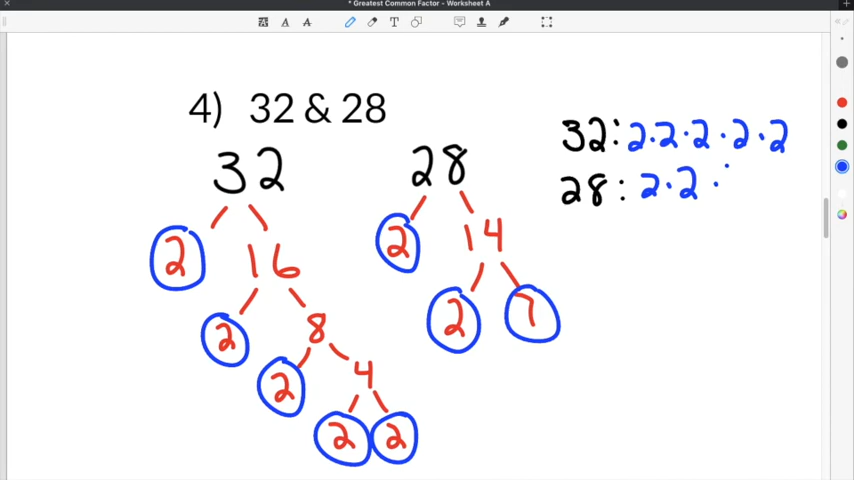 * Greatest Common Factor - Worksheet A
A A T
4) 32 & 28
32: 2·2·2·2·2
28: 2·2·
32 28
2 16 2 14
2 8 2 7
2 4
2 2